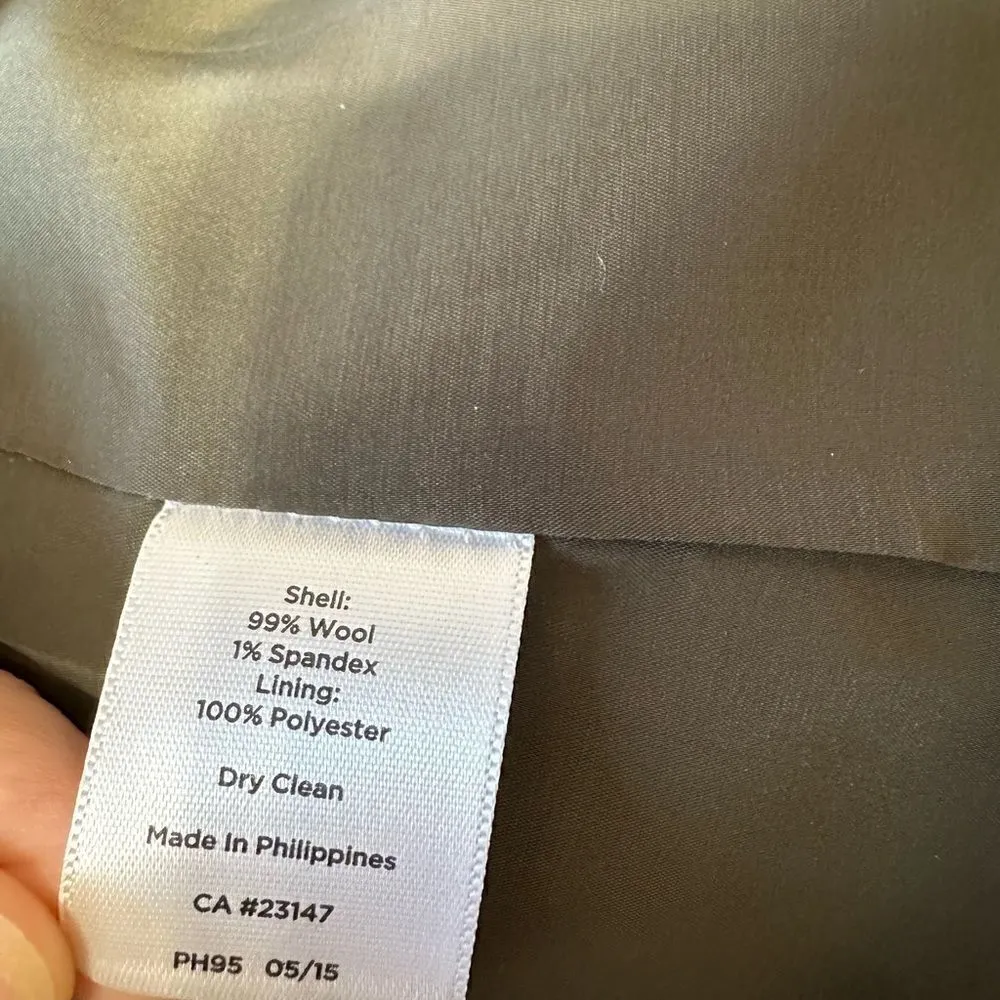 Shell:
99% Wool
1% Spandex
Lining:
100% Polyester
Dry Clean
Made In Philippines
CA #23147
PH95 05/15